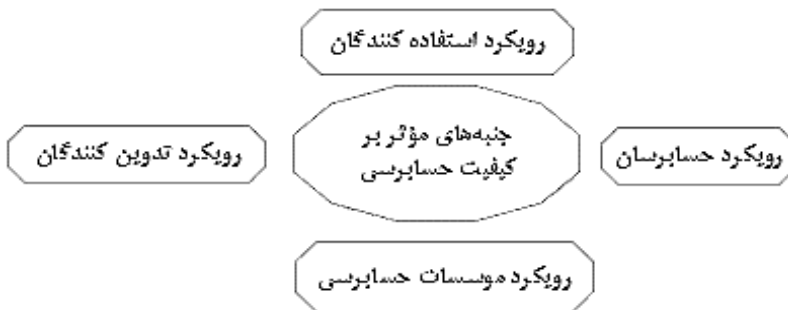 رویکرد استفاده کنندگان
جنبه‌های مؤثر بر
کیفیت حسابرسی
رویکرد حسابرسان
رویکرد تدوین کنندگان
رویکرد موسسات حسابرسی